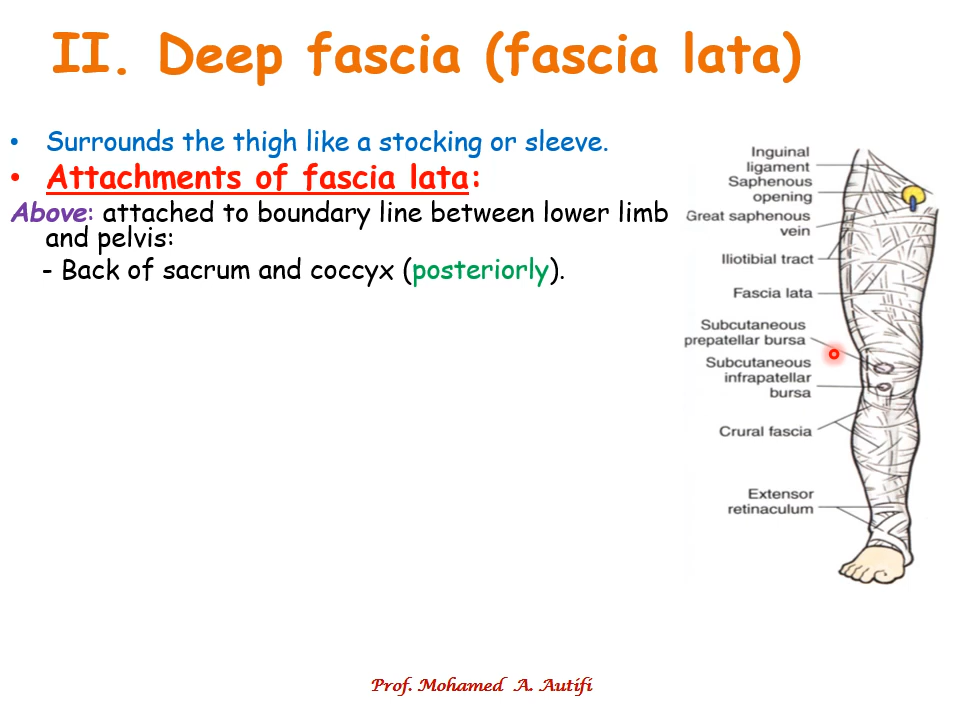 II. Deep fascia (fascia lata)
• Surrounds the thigh like a stocking or sleeve.
• Attachments of fascia lata:
Above: attached to boundary line between lower limb
and pelvis:
- Back of sacrum and coccyx (posteriorly).
Inguinal
ligament
Saphenous
opening
Great saphenous
vein
Iliotibial tract
Fascia lata
Subcutaneous
prepatellar bursa
Subcutaneous
infrapatellar
bursa
Crural fascia
Extensor
retinaculum
Prof. Mohamed A. Autifi